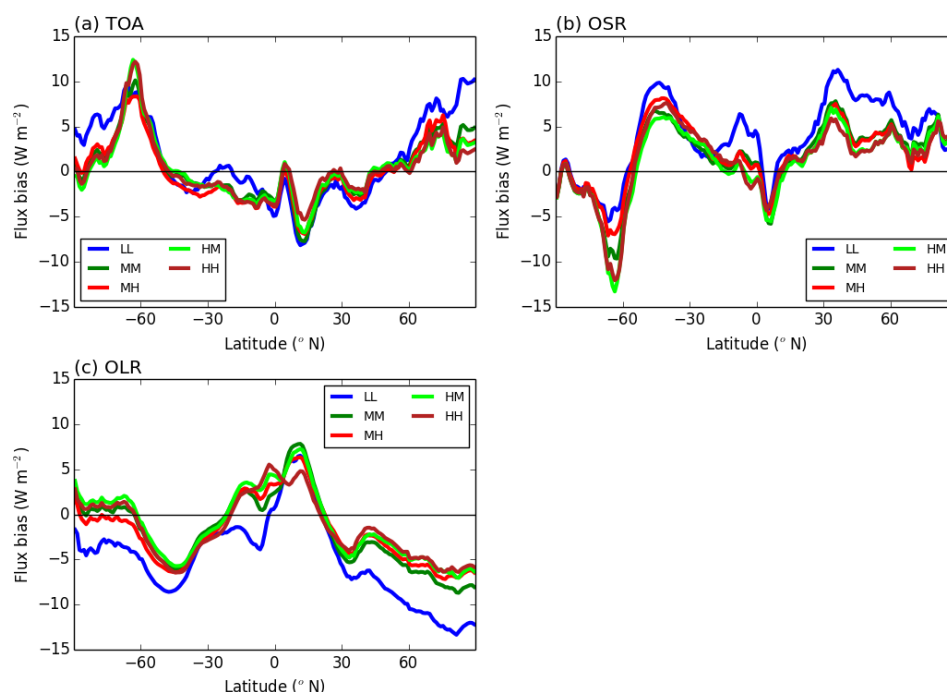 (a) TOA
15
10
5
0
−5
−10
−15
Flux bias (W m⁻²)
LL
MM
MH
HM
HH
−60
−30
0
30
60
Latitude (° N)
(b) OSR
15
10
5
0
−5
−10
−15
Flux bias (W m⁻²)
LL
MM
MH
HM
HH
−60
−30
0
30
60
Latitude (° N)
(c) OLR
15
10
5
0
−5
−10
−15
Flux bias (W m⁻²)
LL
MM
MH
HM
HH
−60
−30
0
30
60
Latitude (° N)